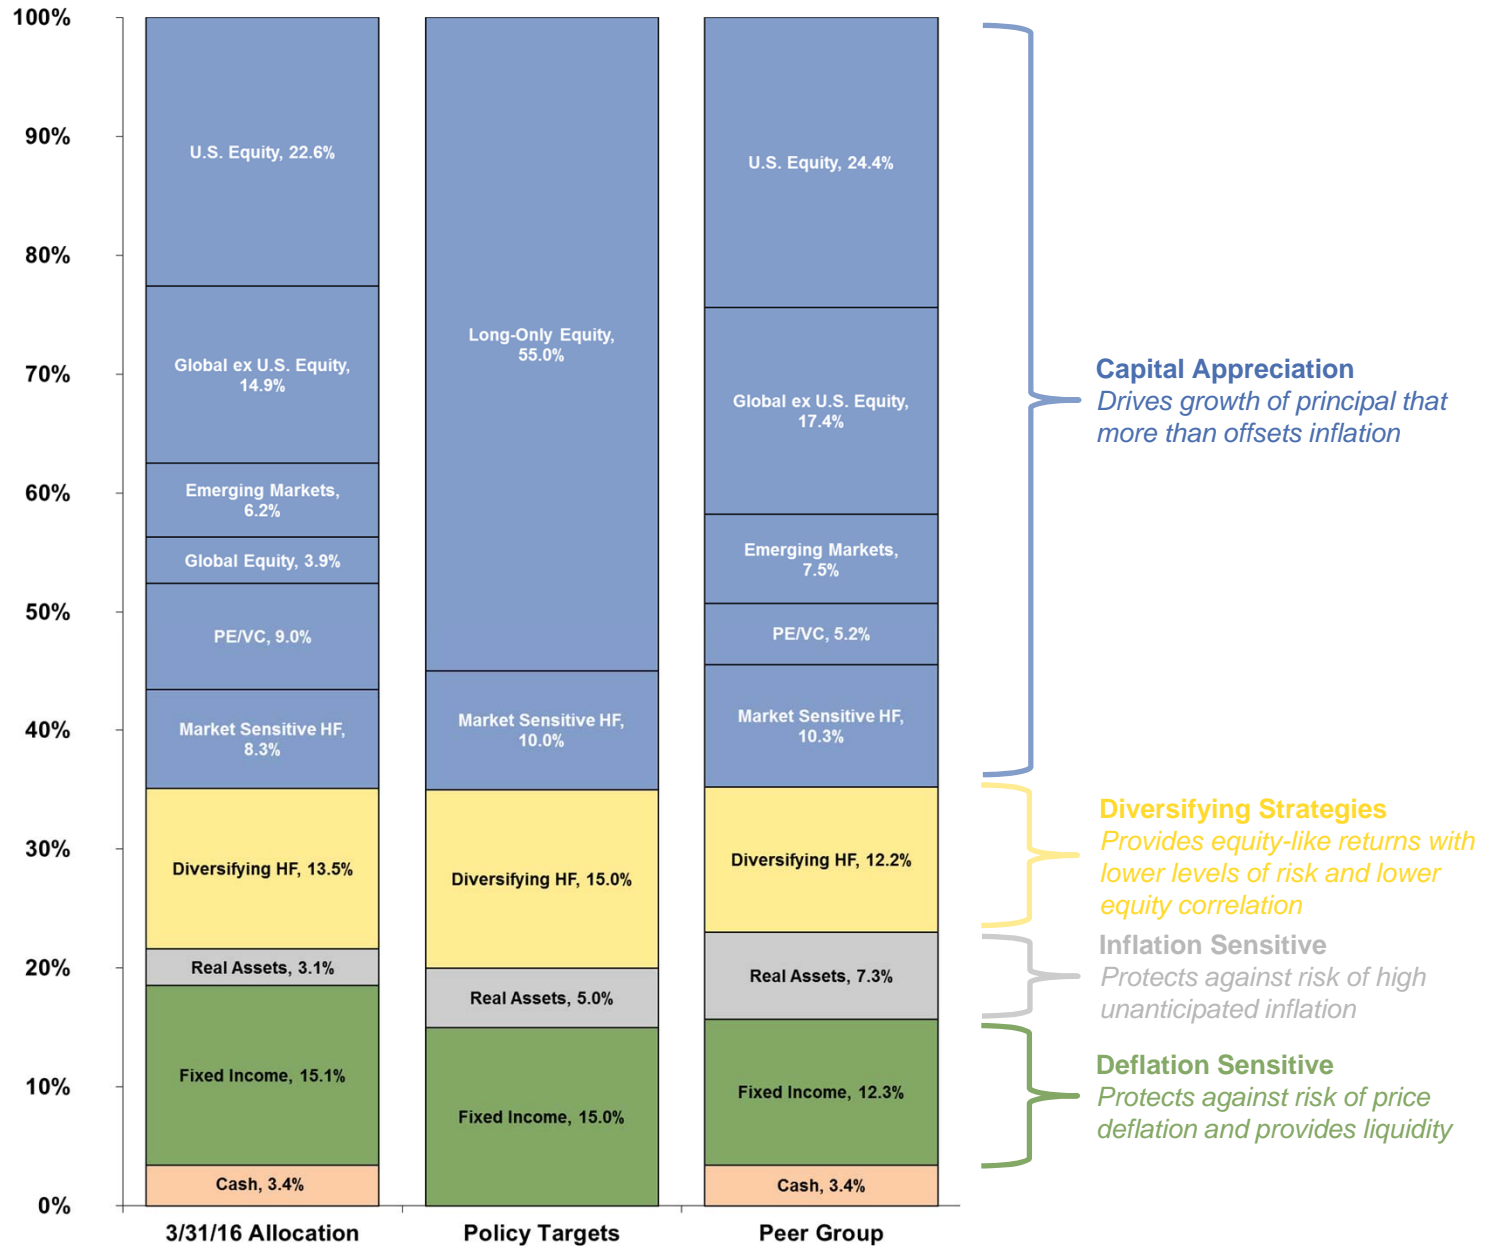 100%
90%
80%
70%
60%
50%
40%
30%
20%
10%
0%
U.S. Equity, 22.6%
Global ex U.S. Equity,
14.9%
Emerging Markets,
6.2%
Global Equity, 3.9%
PE/VC, 9.0%
Market Sensitive HF,
8.3%
Diversifying HF, 13.5%
Real Assets, 3.1%
Fixed Income, 15.1%
Cash, 3.4%
3/31/16 Allocation
Long-Only Equity,
55.0%
Market Sensitive HF,
10.0%
Diversifying HF, 15.0%
Real Assets, 5.0%
Fixed Income, 15.0%
Policy Targets
U.S. Equity, 24.4%
Global ex U.S. Equity,
17.4%
Emerging Markets,
7.5%
PE/VC, 5.2%
Market Sensitive HF,
10.3%
Diversifying HF, 12.2%
Real Assets, 7.3%
Fixed Income, 12.3%
Cash, 3.4%
Peer Group
Capital Appreciation
Drives growth of principal that
more than offsets inflation
Diversifying Strategies
Provides equity-like returns with
lower levels of risk and lower
equity correlation
Inflation Sensitive
Protects against risk of high
unanticipated inflation
Deflation Sensitive
Protects against risk of price
deflation and provides liquidity